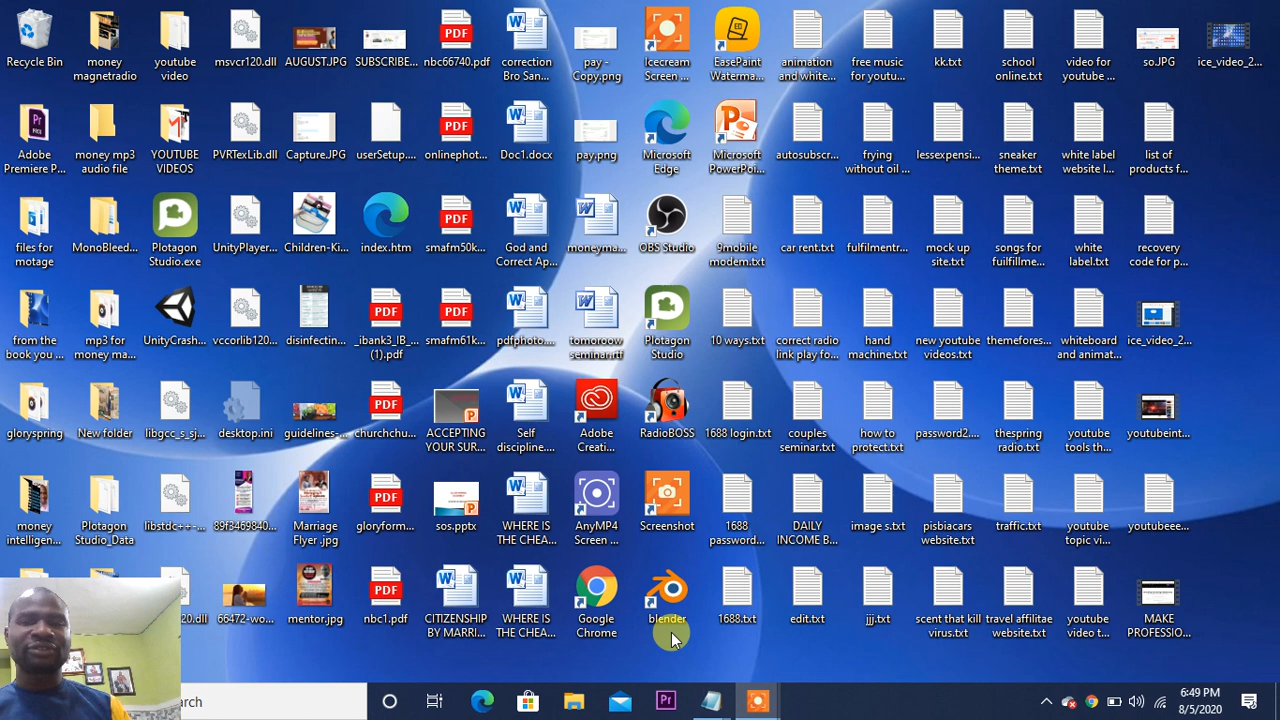 Recycle Bin
money
magnetradio
youtube
video
msvcr120.dll
AUGUST.JPG
SUBSCRIBE...
nbc66740.pdf
correction
Bro San...
pay -
Copy.png
Icecream
Screen ...
EasePaint
Waterma...
animation
and white...
free music
for youtu...
kk.txt
school
online.txt
video for
youtube ...
so.JPG
ice_video_2...
Adobe
Premiere P...
money mp3
audio file
YOUTUBE
VIDEOS
PVRTexLib.dll
Capture.JPG
userSetup....
onlinephot...
Doc1.docx
pay.png
Microsoft
Edge
Microsoft
PowerPoi...
autosubscr...
frying
without oil ...
lessexpensi...
sneaker
theme.txt
white label
website l...
list of
products f...
files for
motage
MonoBleed...
Plotagon
Studio.exe
UnityPlayer...
Children-Ki...
index.htm
smafm50k...
God and
Correct Ap...
moneyma...
OBS Studio
9mobile
modem.txt
car rent.txt
fulfilmentr...
mock up
site.txt
songs for
fuilfillme...
white
label.txt
recovery
code for p...
from the
book you ...
mp3 for
money ma...
UnityCrash...
vccorlib120...
disinfectin...
_ibank3_IB_...
(1).pdf
smafm61k...
pdfphoto....
tomoroow
seminar.rtf
Plotagon
Studio
10 ways.txt
correct radio
link play fo...
hand
machine.txt
new youtube
videos.txt
themefores...
whiteboard
and animat...
ice_video_2...
gloryspring
New folder
libgcc_s_sj...
desktop.ini
guidelines-...
churchchu...
ACCEPTING
YOUR SUR...
Self
discipline....
Adobe
Creati...
RadioBOSS
1688 login.txt
couples
seminar.txt
how to
protect.txt
password2....
thespring
radio.txt
youtube
tools th...
youtubeint...
money
intelligen...
Plotagon
Studio_Data
libstdc++-...
89f3469840...
Marriage
Flyer .jpg
gloryform...
sos.pptx
WHERE IS
THE CHEA...
AnyMP4
Screen ...
Screenshot
1688
password...
DAILY
INCOME B...
image s.txt
pisbiacars
website.txt
traffic.txt
youtube
topic vi...
youtubeee...
120.dll
66472-wo...
mentor.jpg
nbc1.pdf
CITIZENSHIP
BY MARRI...
WHERE IS
THE CHEA...
Google
Chrome
blender
1688.txt
edit.txt
jjj.txt
scent that kill
virus.txt
travel affilitae
website.txt
youtube
video t...
MAKE
PROFESSIO...
arch
6:49 PM
8/5/2020